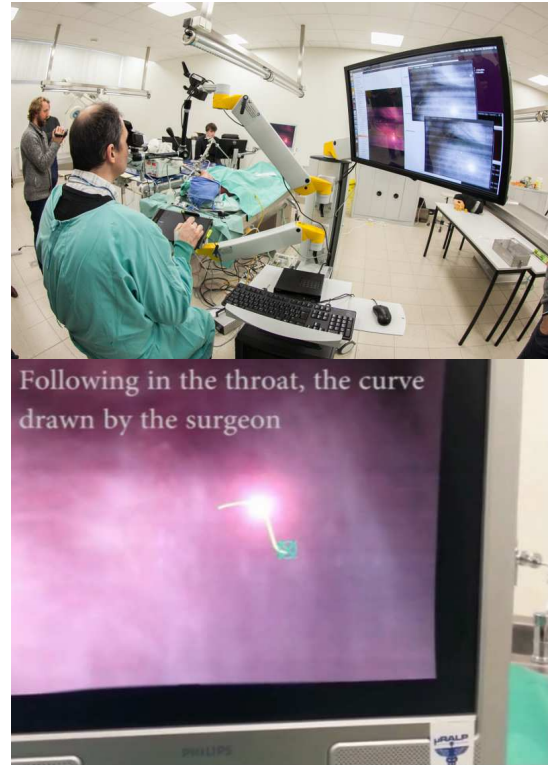 Following in the throat, the curve
drawn by the surgeon
PHILIPS
µRALP